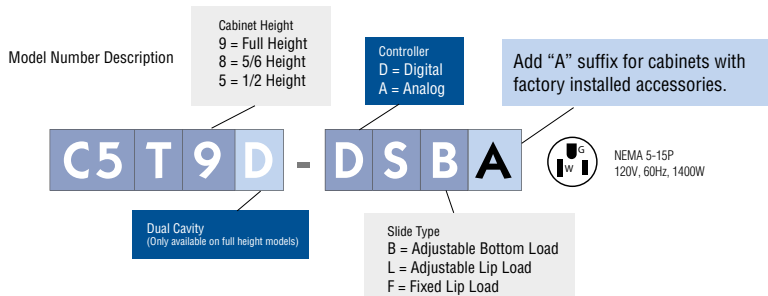 Cabinet Height
9 = Full Height
8 = 5/6 Height
5 = 1/2 Height
Model Number Description
Controller
D = Digital
A = Analog
Add “A” suffix for cabinets with
factory installed accessories.
C5 T 9 D - D S B A
G
W
NEMA 5-15P
120V, 60Hz, 1400W
Dual Cavity
(Only available on full height models)
Slide Type
B = Adjustable Bottom Load
L = Adjustable Lip Load
F = Fixed Lip Load